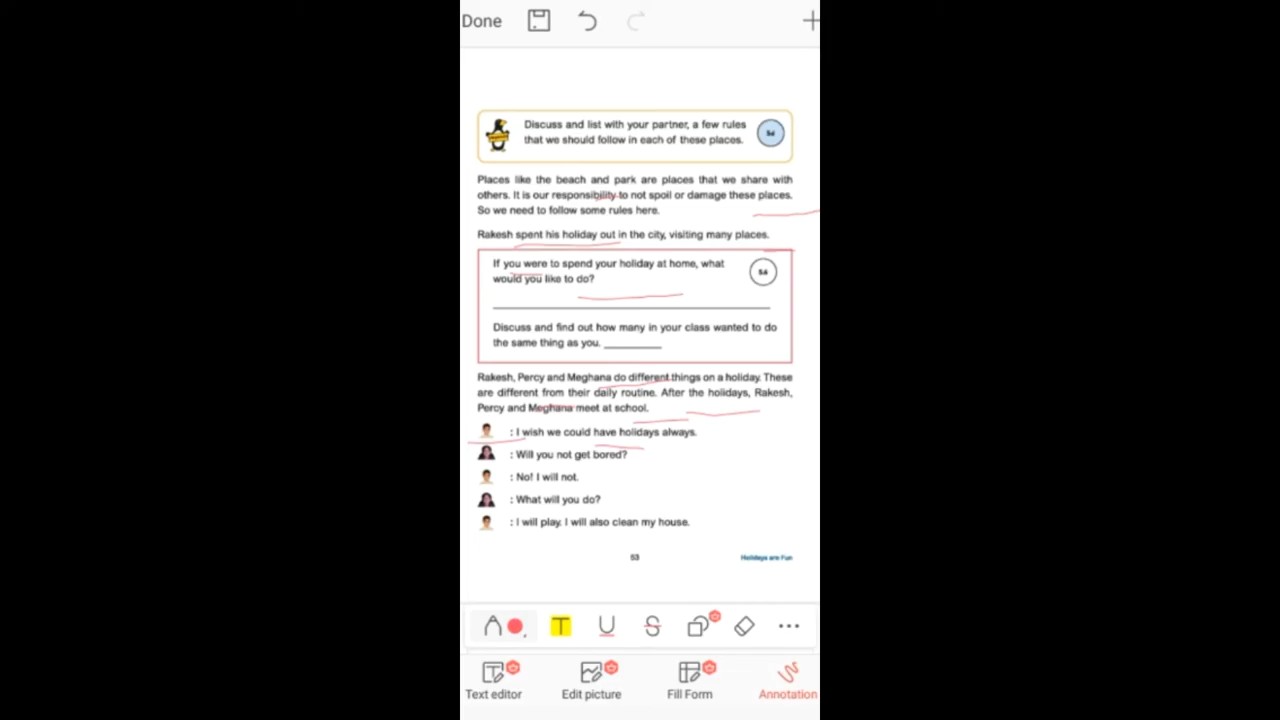 Done
Discuss and list with your partner, a few rules
that we should follow in each of these places.
Places like the beach and park are places that we share with
others. It is our responsibility to not spoil or damage these places.
So we need to follow some rules here.
Rakesh spent his holiday out in the city, visiting many places.
If you were to spend your holiday at home, what
would you like to do?
Discuss and find out how many in your class wanted to do
the same thing as you.
Rakesh, Percy and Meghana do different things on a holiday. These
are different from their daily routine. After the holidays, Rakesh,
Percy and Meghana meet at school.
: I wish we could have holidays always.
: Will you not get bored?
: No! I will not.
: What will you do?
: I will play. I will also clean my house.
53
Holidays are Fun
Text editor
Edit picture
Fill Form
Annotation